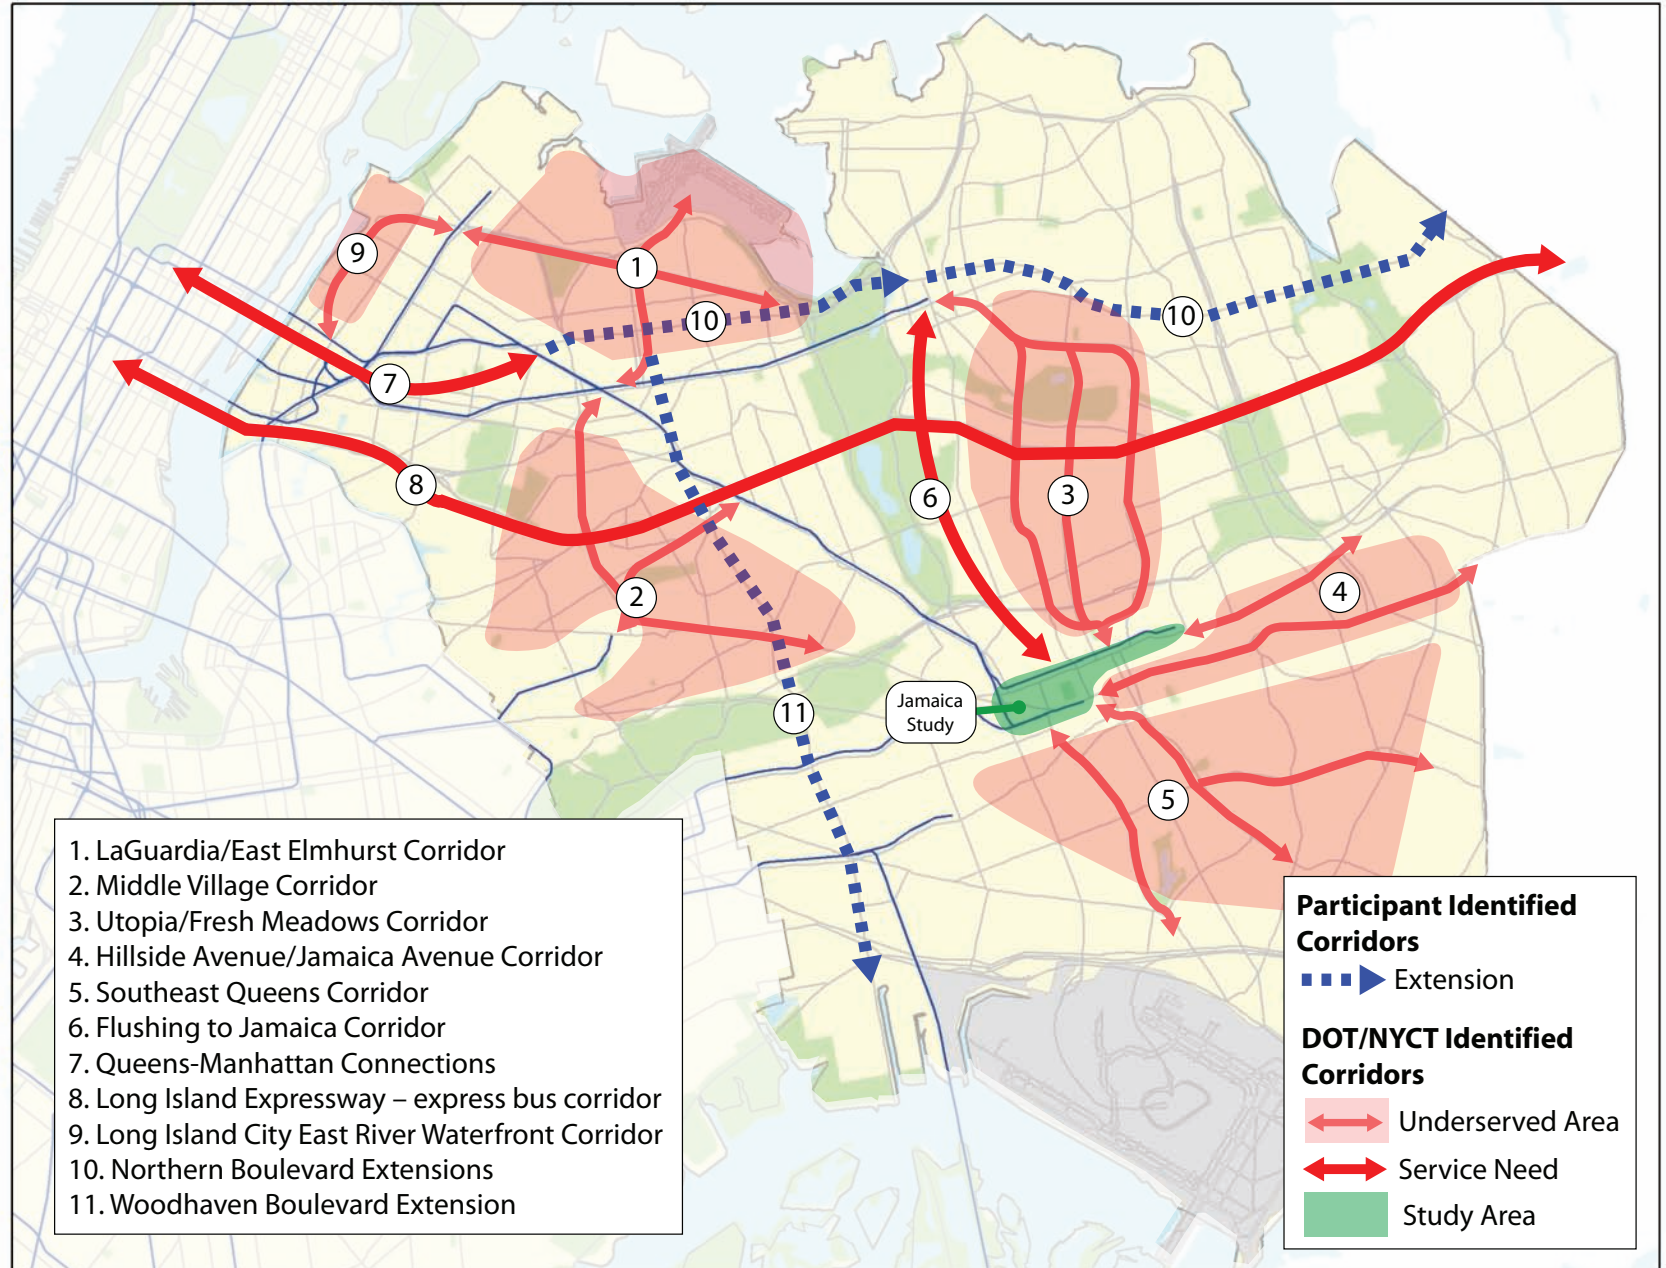 9
1
10
10
7
8
6
3
2
4
11
Jamaica
Study
5
1. LaGuardia/East Elmhurst Corridor
2. Middle Village Corridor
3. Utopia/Fresh Meadows Corridor
4. Hillside Avenue/Jamaica Avenue Corridor
5. Southeast Queens Corridor
6. Flushing to Jamaica Corridor
7. Queens-Manhattan Connections
8. Long Island Expressway – express bus corridor
9. Long Island City East River Waterfront Corridor
10. Northern Boulevard Extensions
11. Woodhaven Boulevard Extension
Participant Identified
Corridors
Extension
DOT/NYCT Identified
Corridors
Underserved Area
Service Need
Study Area